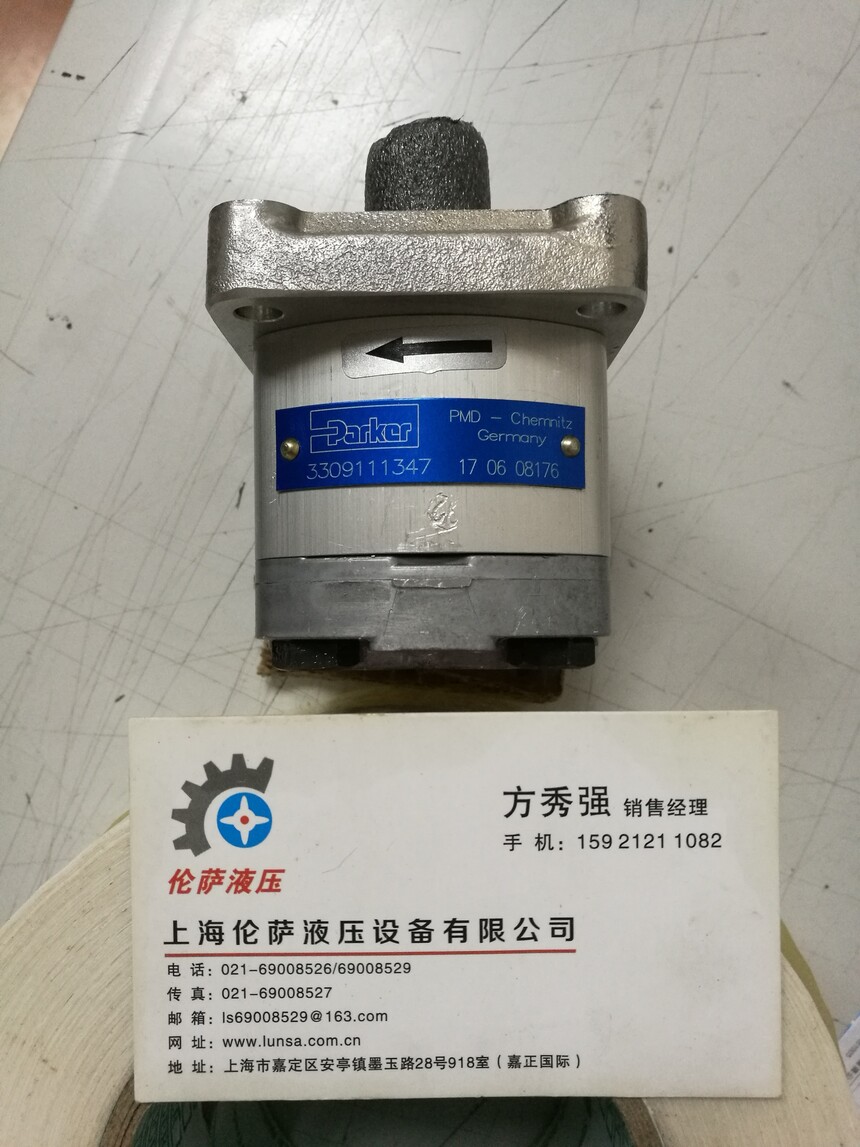 Parker
PMD - Chemnitz
Germany
3309111347 17 06 08176
方秀强 销售经理
手 机：159 2121 1082
伦萨液压
上海伦萨液压设备有限公司
电 话：021-69008526/69008529
传 真：021-69008527
邮 箱：ls69008529@163.com
网 址：www.lunsa.com.cn
地 址：上海市嘉定区安亭镇墨玉路28号918室（嘉正国际）